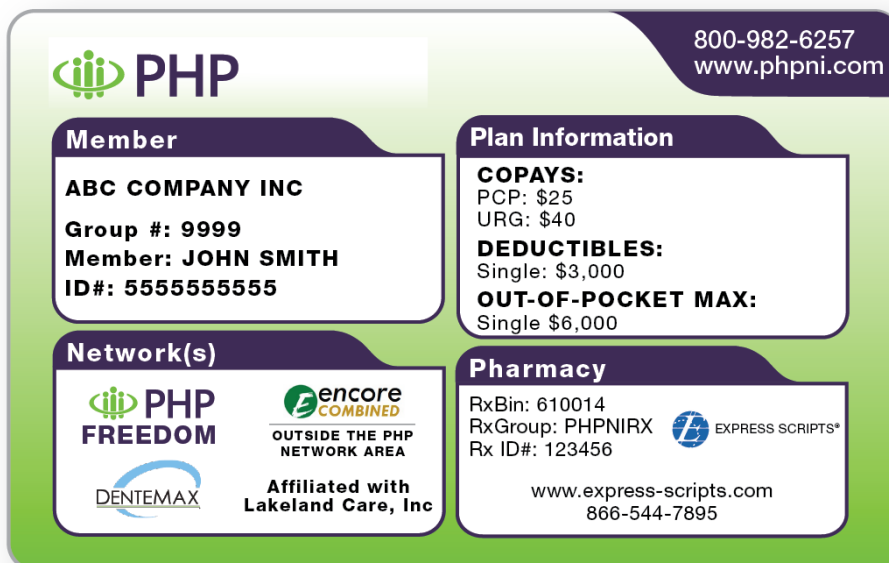 PHP
800-982-6257
www.phpni.com
Member
ABC COMPANY INC
Group #: 9999
Member: JOHN SMITH
ID#: 5555555555
Plan Information
COPAYS:
PCP: $25
URG: $40
DEDUCTIBLES:
Single: $3,000
OUT-OF-POCKET MAX:
Single $6,000
Network(s)
PHP
FREEDOM
encore
COMBINED
OUTSIDE THE PHP
NETWORK AREA
DENTEMAX
Affiliated with
Lakeland Care, Inc
Pharmacy
RxBin: 610014
RxGroup: PHPNIRX
Rx ID#: 123456
EXPRESS SCRIPTS®
www.express-scripts.com
866-544-7895